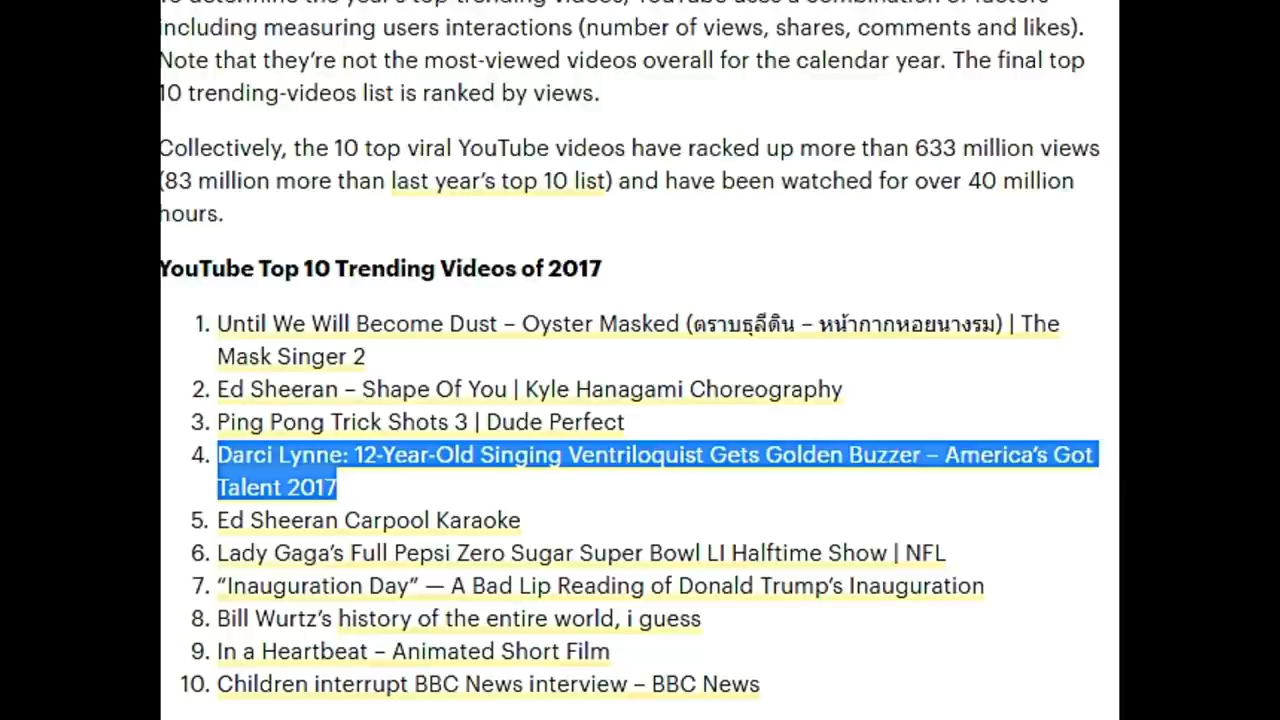 including measuring users interactions (number of views, shares, comments and likes).
Note that they’re not the most-viewed videos overall for the calendar year. The final top
10 trending-videos list is ranked by views.
Collectively, the 10 top viral YouTube videos have racked up more than 633 million views
(83 million more than last year’s top 10 list) and have been watched for over 40 million
hours.
YouTube Top 10 Trending Videos of 2017
1. Until We Will Become Dust – Oyster Masked (ตราบธุลีดิน – หน้ากากหอยนางรม) | The
Mask Singer 2
2. Ed Sheeran – Shape Of You | Kyle Hanagami Choreography
3. Ping Pong Trick Shots 3 | Dude Perfect
4. Darci Lynne: 12-Year-Old Singing Ventriloquist Gets Golden Buzzer – America’s Got
Talent 2017
5. Ed Sheeran Carpool Karaoke
6. Lady Gaga’s Full Pepsi Zero Sugar Super Bowl LI Halftime Show | NFL
7. “Inauguration Day” — A Bad Lip Reading of Donald Trump’s Inauguration
8. Bill Wurtz’s history of the entire world, i guess
9. In a Heartbeat – Animated Short Film
10. Children interrupt BBC News interview – BBC News